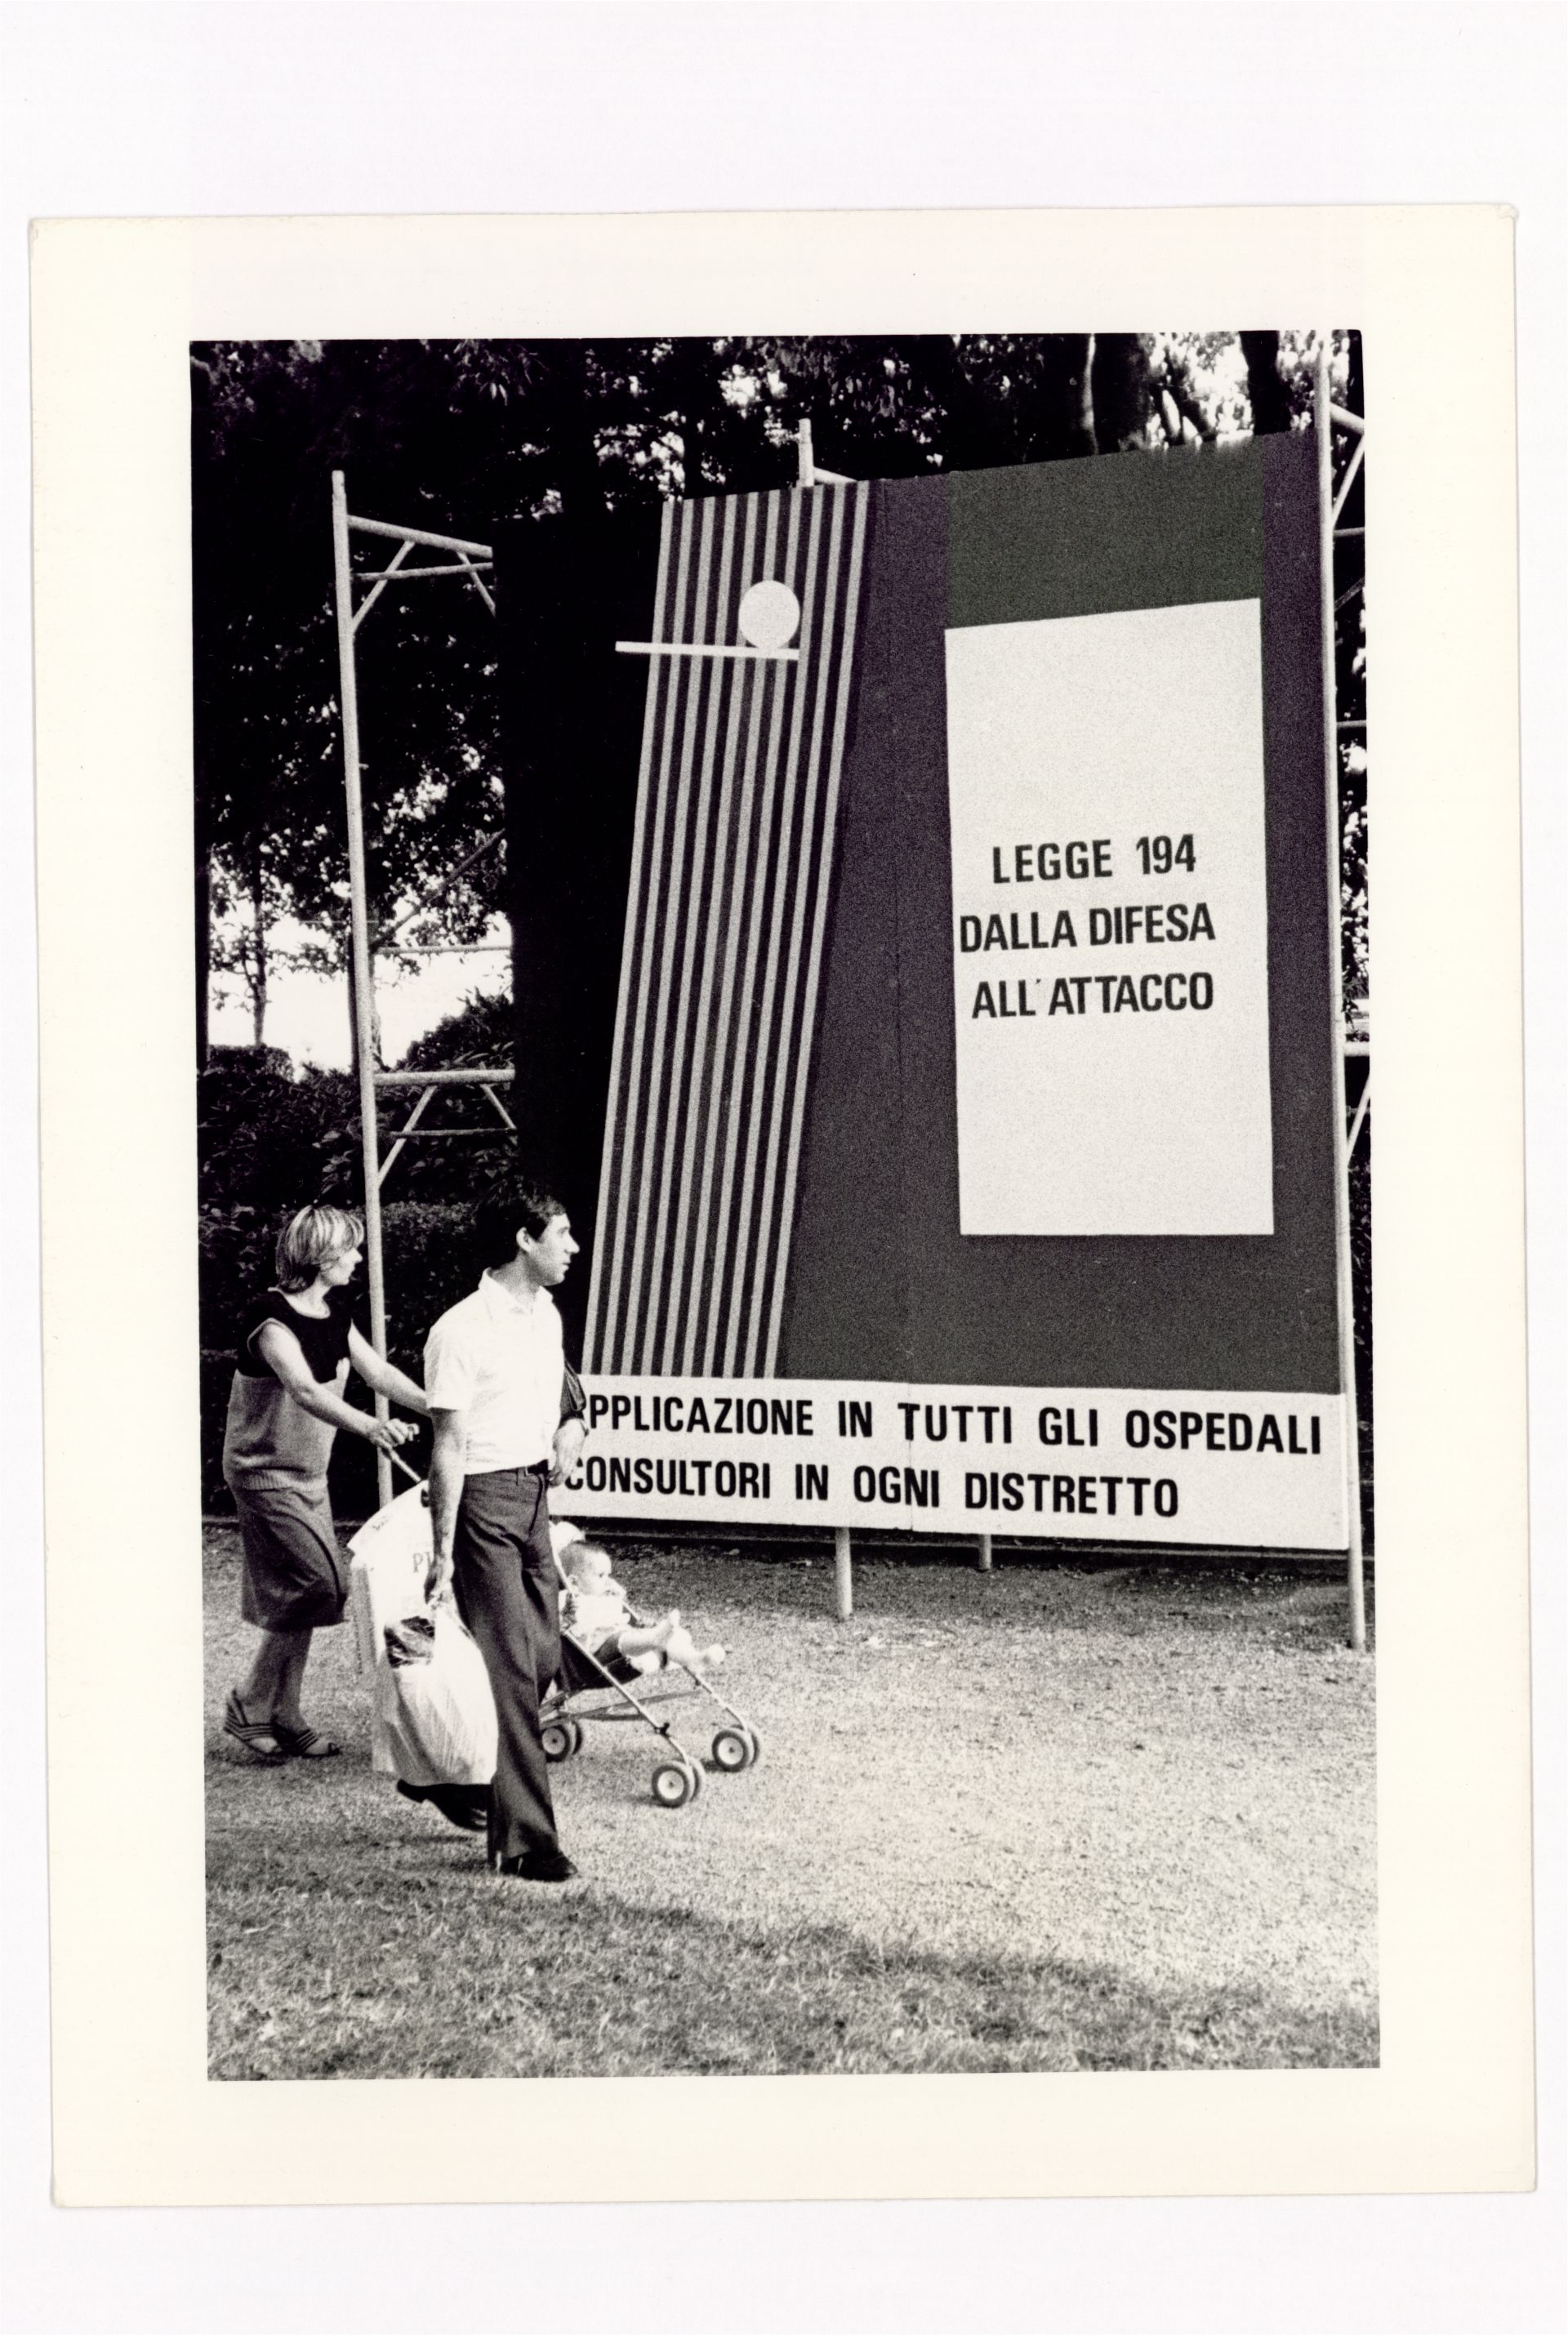 LEGGE 194
DALLA DIFESA
ALL'ATTACCO
PPLICAZIONE IN TUTTI GLI OSPEDALI
CONSULTORI IN OGNI DISTRETTO